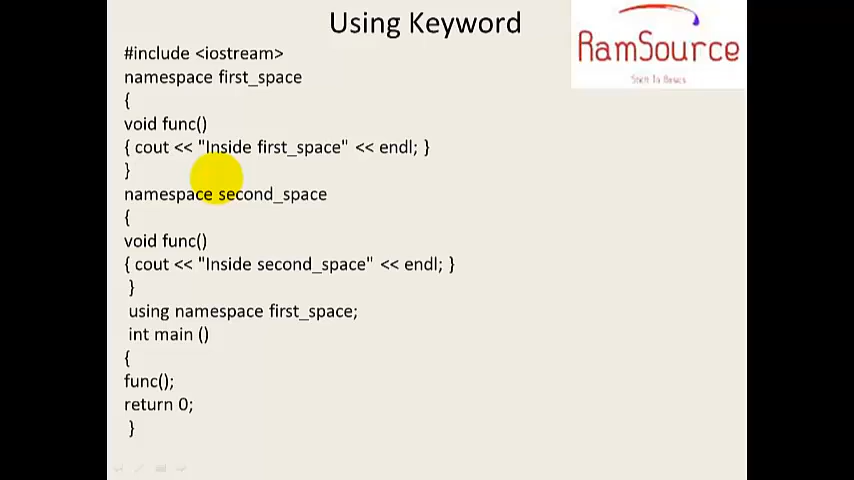 Using Keyword
RamSource
#include <iostream>
namespace first_space
{
void func()
{ cout << "Inside first_space" << endl; }
}
namespace second_space
{
void func()
{ cout << "Inside second_space" << endl; }
}
using namespace first_space;
int main ()
{
func();
return 0;
}